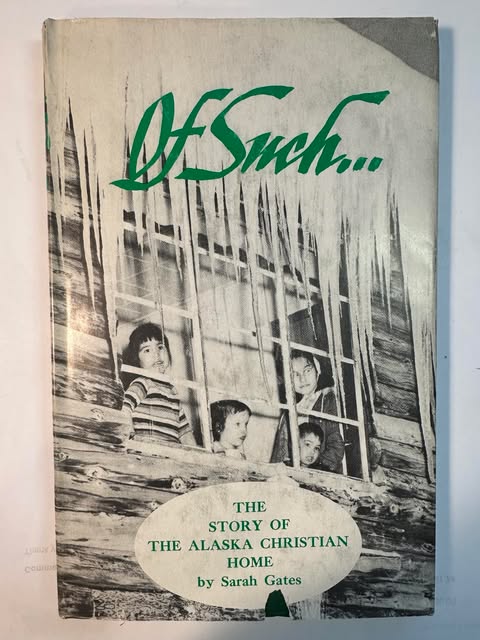 Of Such...
THE
STORY OF
THE ALASKA CHRISTIAN
HOME
by Sarah Gates